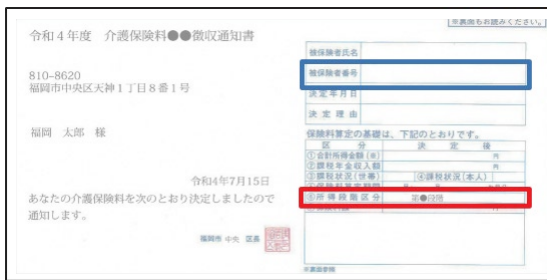 ※裏面もお読みください。
令和４年度　介護保険料●●徴収通知書
810-8620
福岡市中央区天神１丁目８番１号
福岡　太郎　様
令和4年7月15日
あなたの介護保険料を次のとおり決定しましたので
通知します。
福岡市 中央 区長
被保険者氏名
被保険者番号
決定年月日
決定理由
保険料算定の基礎は、下記のとおりです。
区　分　決　定　後
①合計所得金額(※)　円
②課税年金収入額　円
③課税状況(世帯)　④課税状況(本人)
⑥所得段階区分　第●段階
※裏面参照